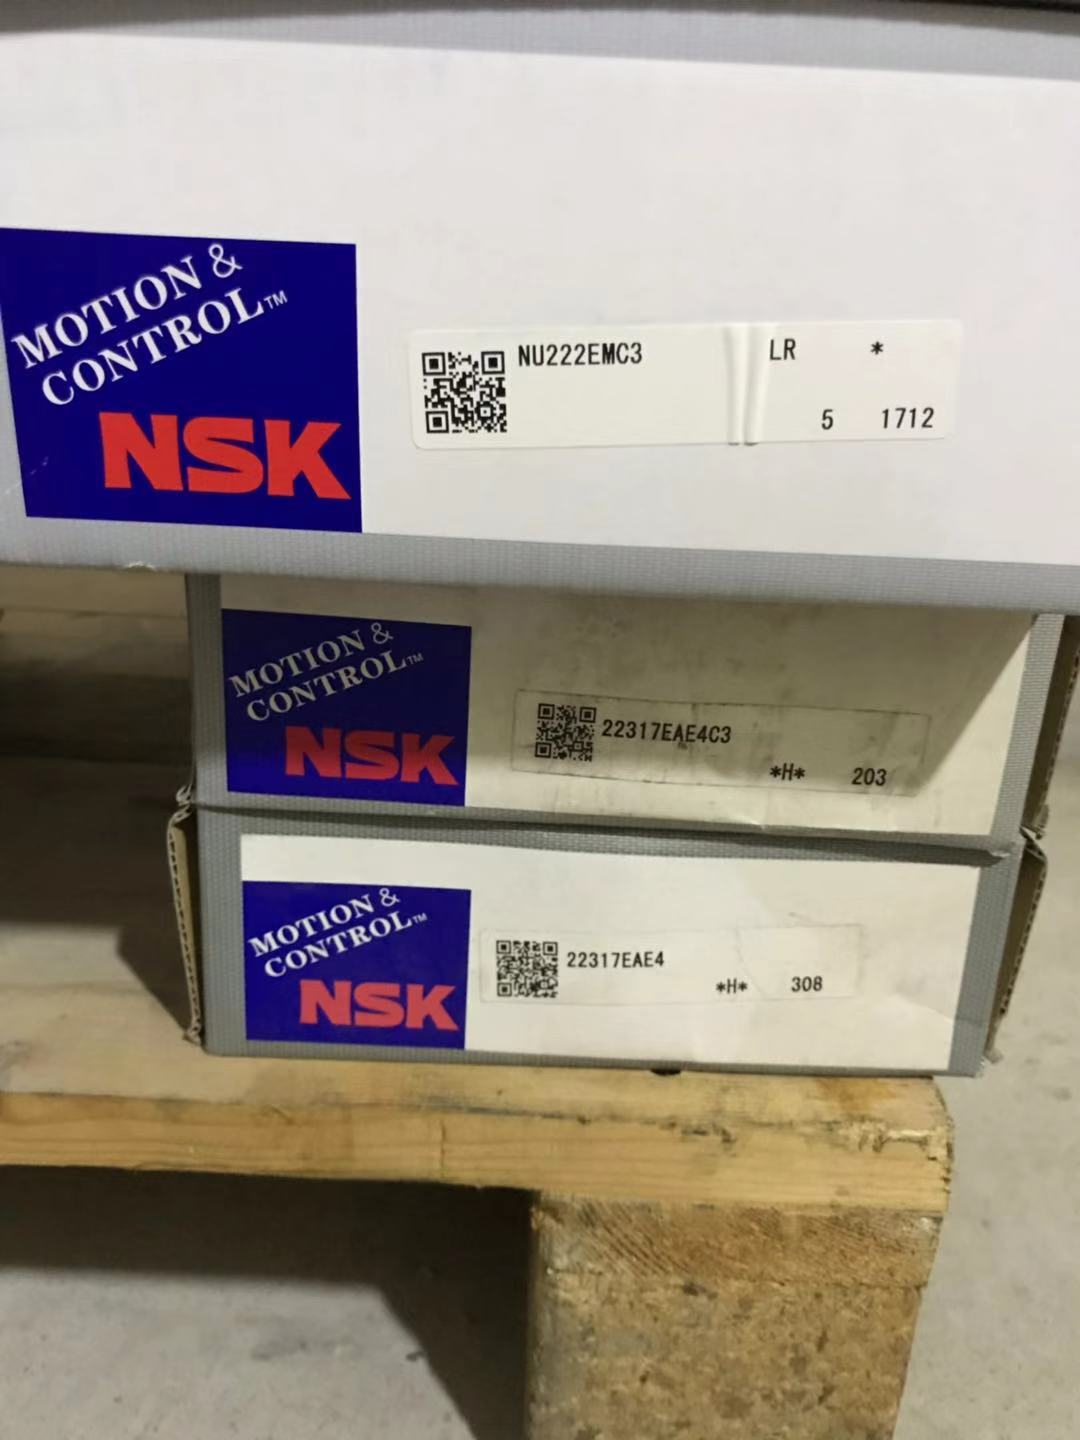 MOTION &
CONTROL™
NSK
NU222EMC3 LR *
5 1712
MOTION &
CONTROL™
NSK
22317EAE4C3
*H* 203
MOTION &
CONTROL™
NSK
22317EAE4
*H* 308